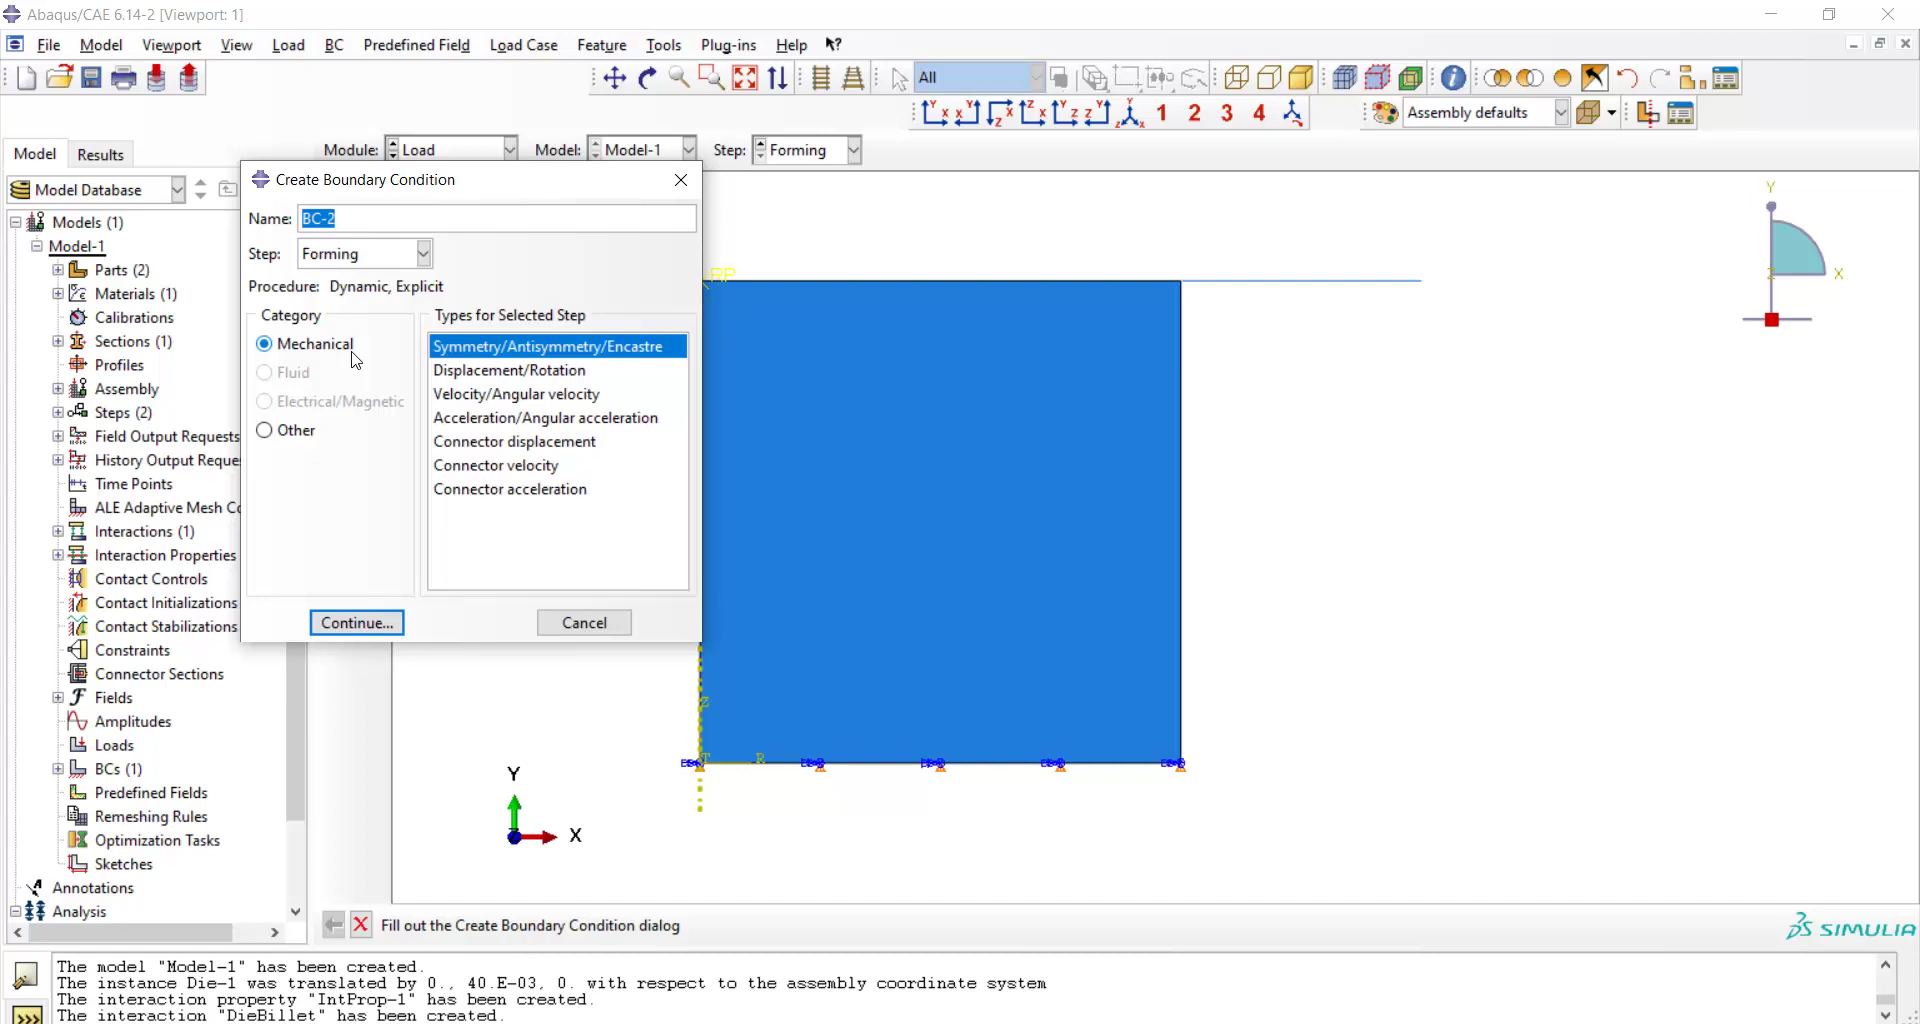 Abaqus/CAE 6.14-2 [Viewport: 1]
File Model Viewport View Load BC Predefined Field Load Case Feature Tools Plug-ins Help
All
1 2 3 4 Assembly defaults
Model Results Module: Load Model: Model-1 Step: Forming
Model Database
Models (1)
Model-1
Parts (2)
Materials (1)
Calibrations
Sections (1)
Profiles
Assembly
Steps (2)
Field Output Requests
History Output Reque
Time Points
ALE Adaptive Mesh Co
Interactions (1)
Interaction Properties
Contact Controls
Contact Initializations
Contact Stabilizations
Constraints
Connector Sections
Fields
Amplitudes
Loads
BCs (1)
Predefined Fields
Remeshing Rules
Optimization Tasks
Sketches
Annotations
Analysis
Create Boundary Condition
Name: BC-2
Step: Forming
Procedure: Dynamic, Explicit
Category
Mechanical
Fluid
Electrical/Magnetic
Other
Types for Selected Step
Symmetry/Antisymmetry/Encastre
Displacement/Rotation
Velocity/Angular velocity
Acceleration/Angular acceleration
Connector displacement
Connector velocity
Connector acceleration
Continue... Cancel
RP
Y
X
Z
Z
T R
Y
X
Fill out the Create Boundary Condition dialog
SIMULIA
The model "Model-1" has been created.
The instance Die-1 was translated by 0., 40.E-03, 0. with respect to the assembly coordinate system
The interaction property "IntProp-1" has been created.
The interaction "DieBillet" has been created.